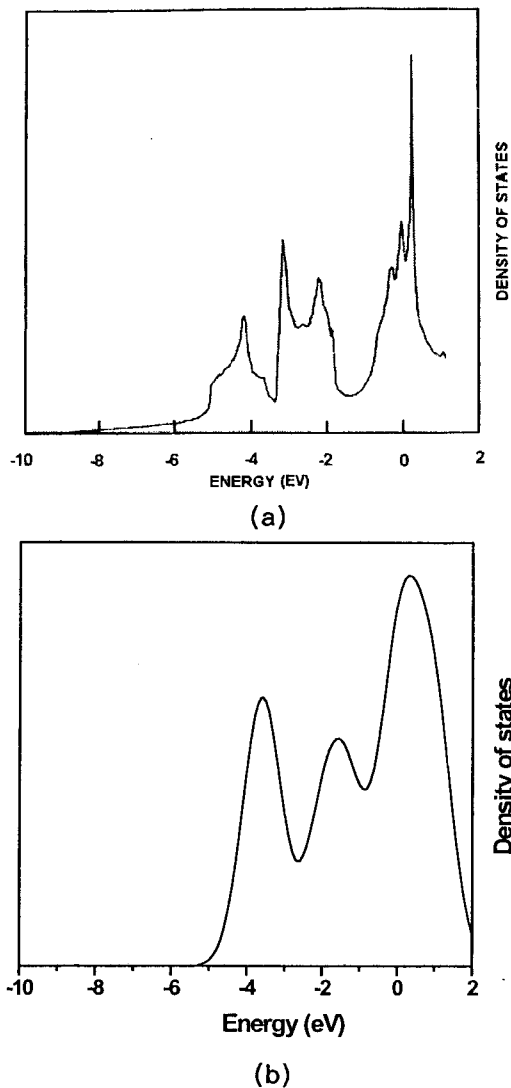 DENSITY OF STATES
-10 -8 -6 -4 -2 0 2
ENERGY (EV)
(a)
Density of states
-10 -8 -6 -4 -2 0 2
Energy (eV)
(b)